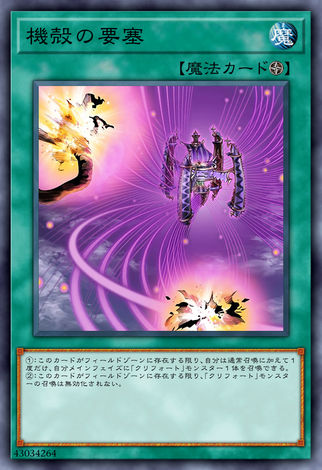 機殻の要塞
魔
【魔法カード】
①:このカードがフィールドゾーンに存在する限り、自分は通常召喚に加えて1
度だけ、自分メインフェイズに「クリフォート」モンスター1体を召喚できる。
②:このカードがフィールドゾーンに存在する限り、「クリフォート」モンスター
の召喚は無効化されない。
43034264